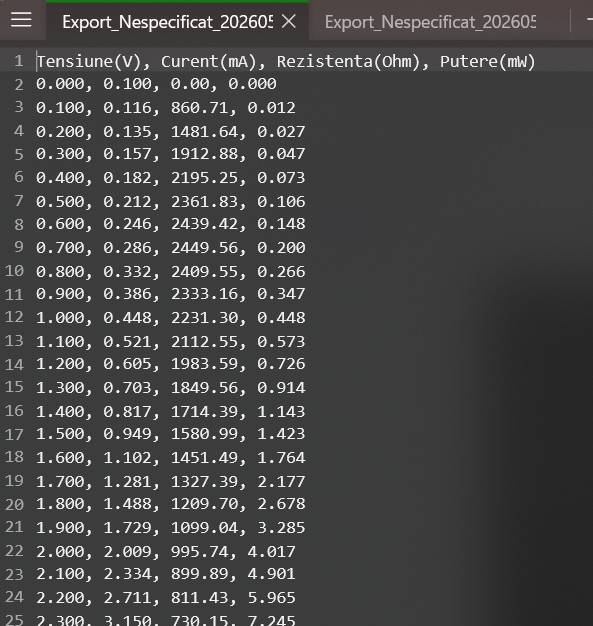 Export_Nespecificat_202605
Export_Nespecificat_202605
1 Tensiune(V), Curent(mA), Rezistenta(Ohm), Putere(mW)
2 0.000, 0.100, 0.00, 0.000
3 0.100, 0.116, 860.71, 0.012
4 0.200, 0.135, 1481.64, 0.027
5 0.300, 0.157, 1912.88, 0.047
6 0.400, 0.182, 2195.25, 0.073
7 0.500, 0.212, 2361.83, 0.106
8 0.600, 0.246, 2439.42, 0.148
9 0.700, 0.286, 2449.56, 0.200
10 0.800, 0.332, 2409.55, 0.266
11 0.900, 0.386, 2333.16, 0.347
12 1.000, 0.448, 2231.30, 0.448
13 1.100, 0.521, 2112.55, 0.573
14 1.200, 0.605, 1983.59, 0.726
15 1.300, 0.703, 1849.56, 0.914
16 1.400, 0.817, 1714.39, 1.143
17 1.500, 0.949, 1580.99, 1.423
18 1.600, 1.102, 1451.49, 1.764
19 1.700, 1.281, 1327.39, 2.177
20 1.800, 1.488, 1209.70, 2.678
21 1.900, 1.729, 1099.04, 3.285
22 2.000, 2.009, 995.74, 4.017
23 2.100, 2.334, 899.89, 4.901
24 2.200, 2.711, 811.43, 5.965
25 2.300, 3.150, 730.15, 7.245